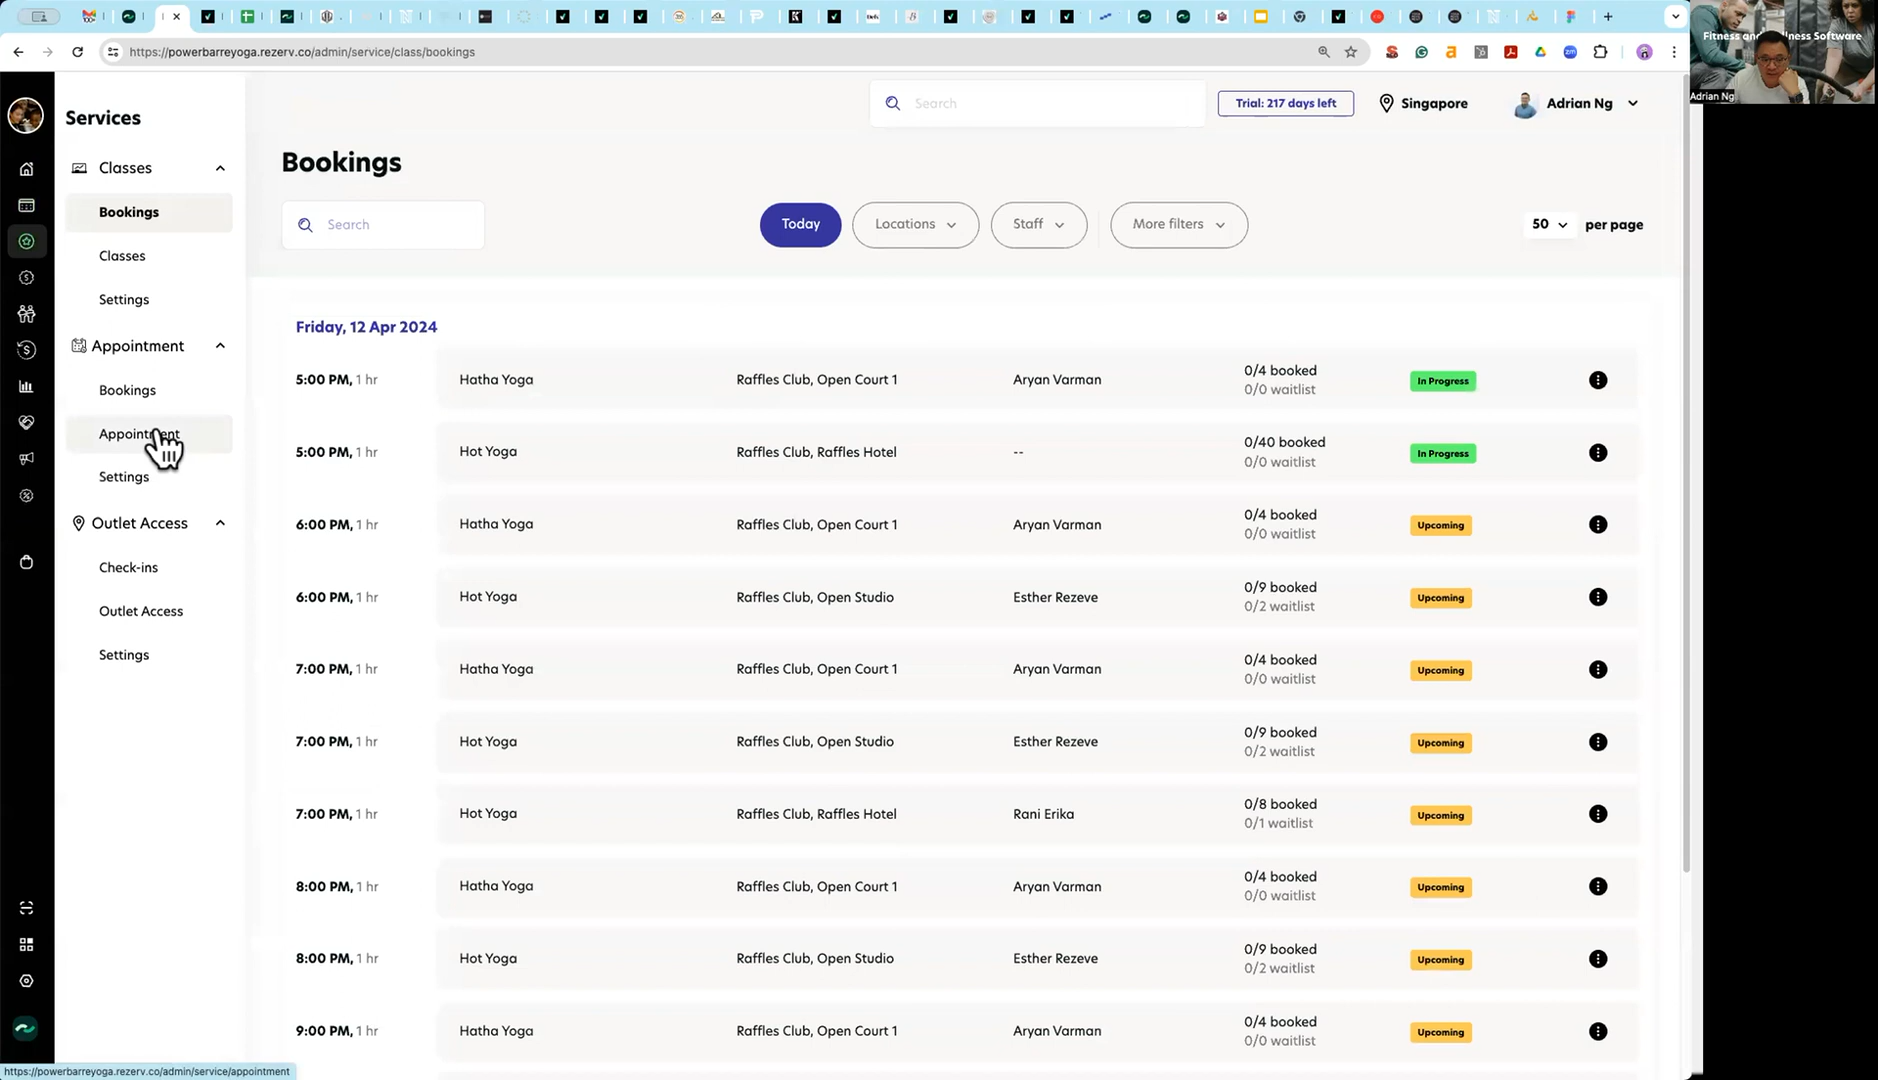 https://powerbarreyoga.rezerv.co/admin/service/class/bookings
Fitness and Wellness Software
Adrian Ng
Services
Classes
Bookings
Classes
Settings
Appointment
Bookings
Appointment
Settings
Outlet Access
Check-ins
Outlet Access
Settings
Search
Trial: 217 days left
Singapore
Adrian Ng
Bookings
Search
Today
Locations
Staff
More filters
50 per page
Friday, 12 Apr 2024
5:00 PM, 1 hr Hatha Yoga Raffles Club, Open Court 1 Aryan Varman 0/4 booked In Progress
0/0 waitlist
5:00 PM, 1 hr Hot Yoga Raffles Club, Raffles Hotel -- 0/40 booked In Progress
0/0 waitlist
6:00 PM, 1 hr Hatha Yoga Raffles Club, Open Court 1 Aryan Varman 0/4 booked Upcoming
0/0 waitlist
6:00 PM, 1 hr Hot Yoga Raffles Club, Open Studio Esther Rezeve 0/9 booked Upcoming
0/2 waitlist
7:00 PM, 1 hr Hatha Yoga Raffles Club, Open Court 1 Aryan Varman 0/4 booked Upcoming
0/0 waitlist
7:00 PM, 1 hr Hot Yoga Raffles Club, Open Studio Esther Rezeve 0/9 booked Upcoming
0/2 waitlist
7:00 PM, 1 hr Hot Yoga Raffles Club, Raffles Hotel Rani Erika 0/8 booked Upcoming
0/1 waitlist
8:00 PM, 1 hr Hatha Yoga Raffles Club, Open Court 1 Aryan Varman 0/4 booked Upcoming
0/0 waitlist
8:00 PM, 1 hr Hot Yoga Raffles Club, Open Studio Esther Rezeve 0/9 booked Upcoming
0/2 waitlist
9:00 PM, 1 hr Hatha Yoga Raffles Club, Open Court 1 Aryan Varman 0/4 booked Upcoming
0/0 waitlist
https://powerbarreyoga.rezerv.co/admin/service/appointment